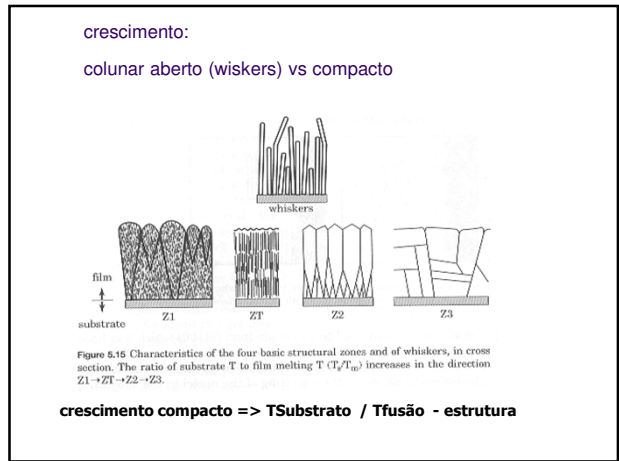 crescimento:
colunar aberto (wiskers) vs compacto
whiskers
film
substrate
Z1
ZT
Z2
Z3
Figure 5.15 Characteristics of the four basic structural zones and of whiskers, in cross
section. The ratio of substrate T to film melting T (Ts/Tm) increases in the direction
Z1→ZT→Z2→Z3.
crescimento compacto => TSubstrato / Tfusão - estrutura